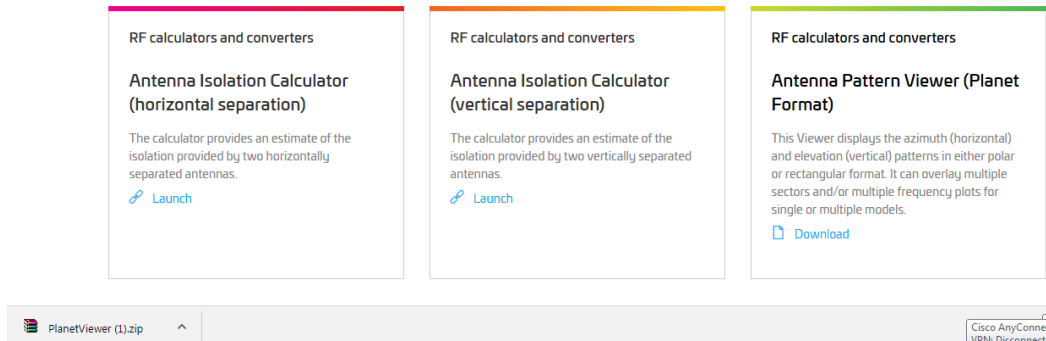 RF calculators and converters
Antenna Isolation Calculator
(horizontal separation)
The calculator provides an estimate of the
isolation provided by two horizontally
separated antennas.
Launch
RF calculators and converters
Antenna Isolation Calculator
(vertical separation)
The calculator provides an estimate of the
isolation provided by two vertically separated
antennas.
Launch
RF calculators and converters
Antenna Pattern Viewer (Planet
Format)
This Viewer displays the azimuth (horizontal)
and elevation (vertical) patterns in either polar
or rectangular format. It can overlay multiple
sectors and/or multiple frequency plots for
single or multiple models.
Download
PlanetViewer (1).zip
Cisco AnyConne
VPN: Disconnect